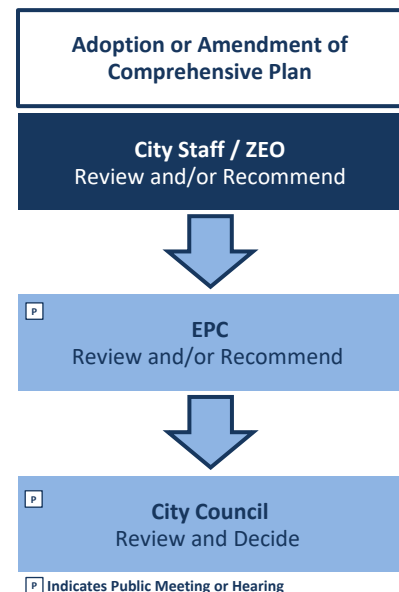 Adoption or Amendment of
Comprehensive Plan
City Staff / ZEO
Review and/or Recommend
P
EPC
Review and/or Recommend
P
City Council
Review and Decide
P Indicates Public Meeting or Hearing